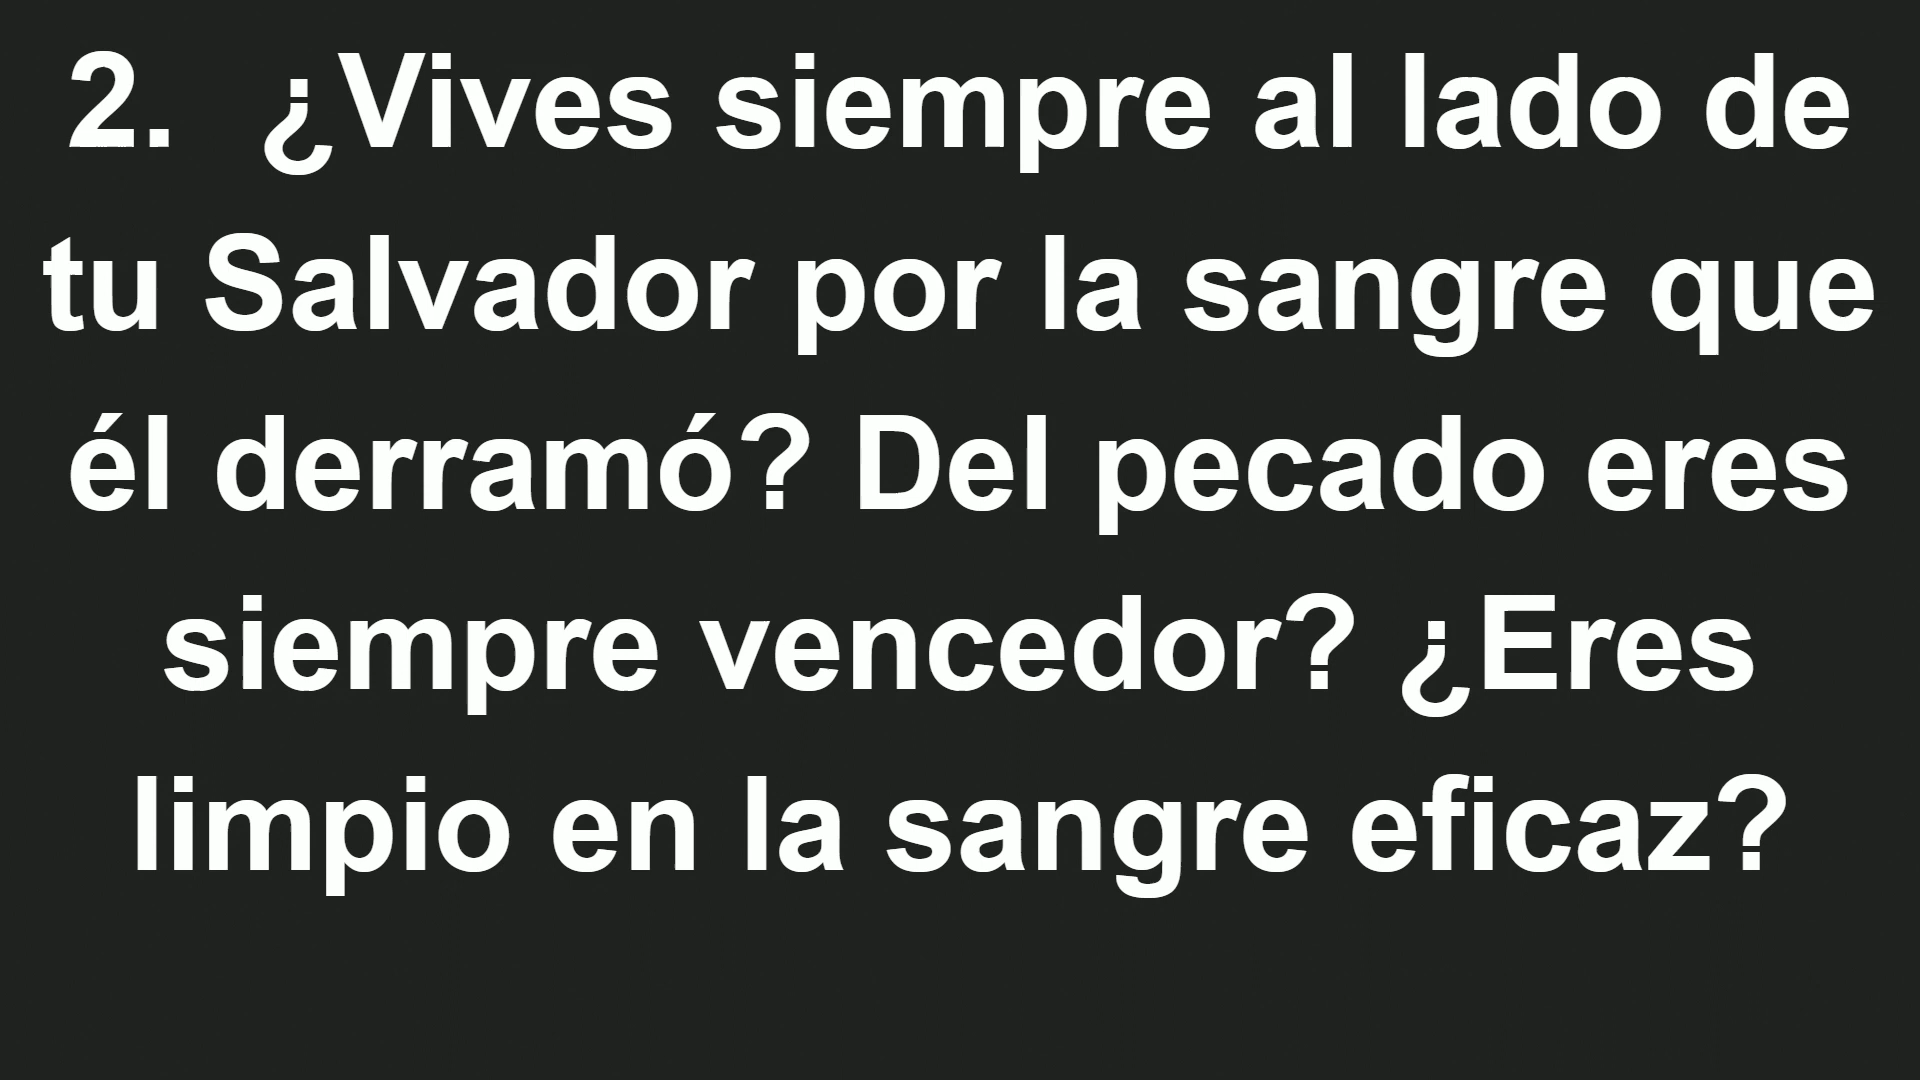 2.  ¿Vives siempre al lado de
tu Salvador por la sangre que
él derramó? Del pecado eres
siempre vencedor? ¿Eres
limpio en la sangre eficaz?